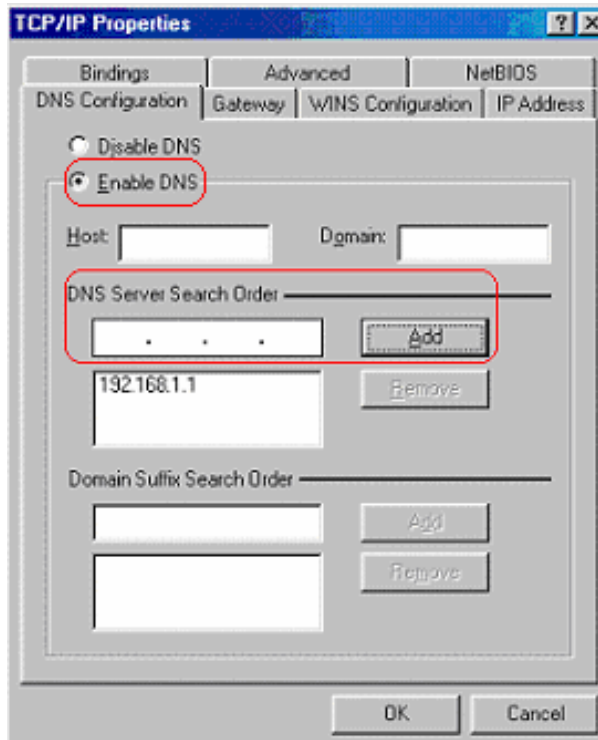 TCP/IP Properties ? x
Bindings Advanced NetBIOS
DNS Configuration Gateway WINS Configuration IP Address
Disable DNS
Enable DNS
Host: Domain:
DNS Server Search Order
. . . Add
192.168.1.1 Remove
Domain Suffix Search Order
Add
Remove
OK Cancel